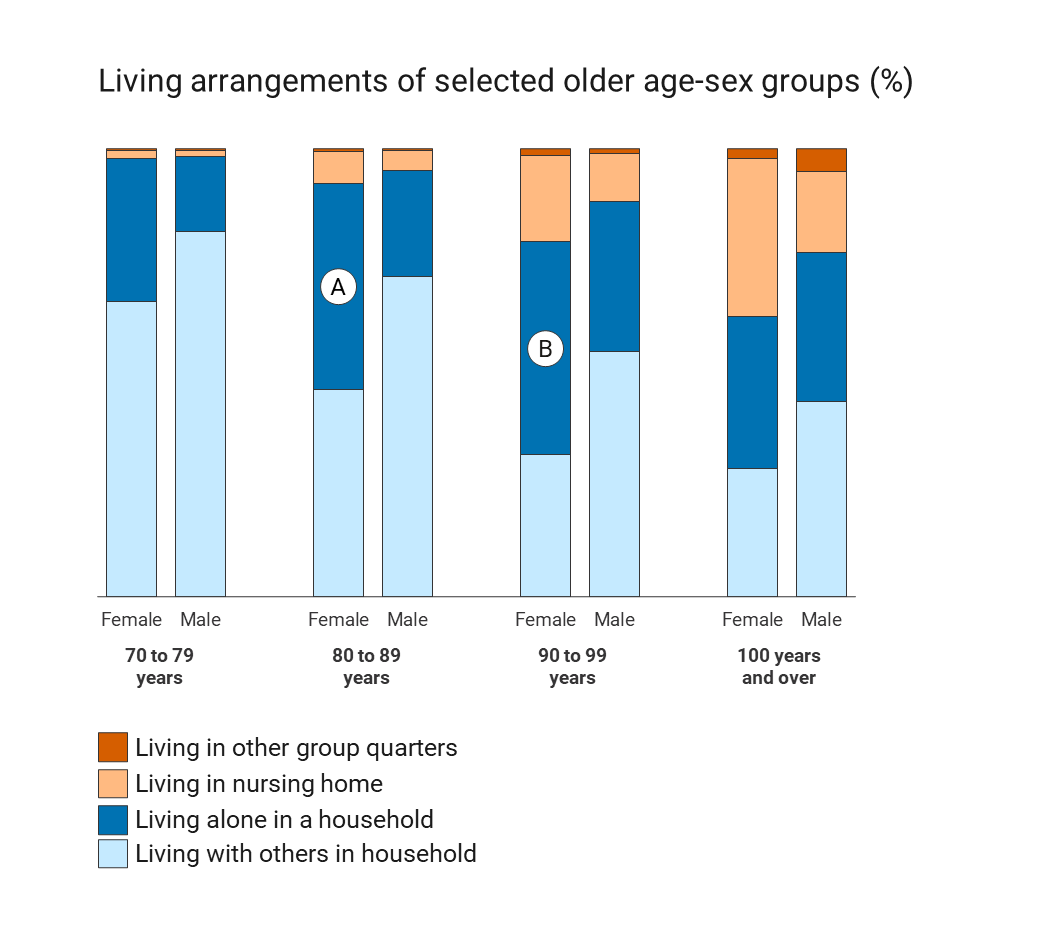 Living arrangements of selected older age-sex groups (%)
A
B
Female Male Female Male Female Male Female Male
70 to 79 years
80 to 89 years
90 to 99 years
100 years and over
Living in other group quarters
Living in nursing home
Living alone in a household
Living with others in household